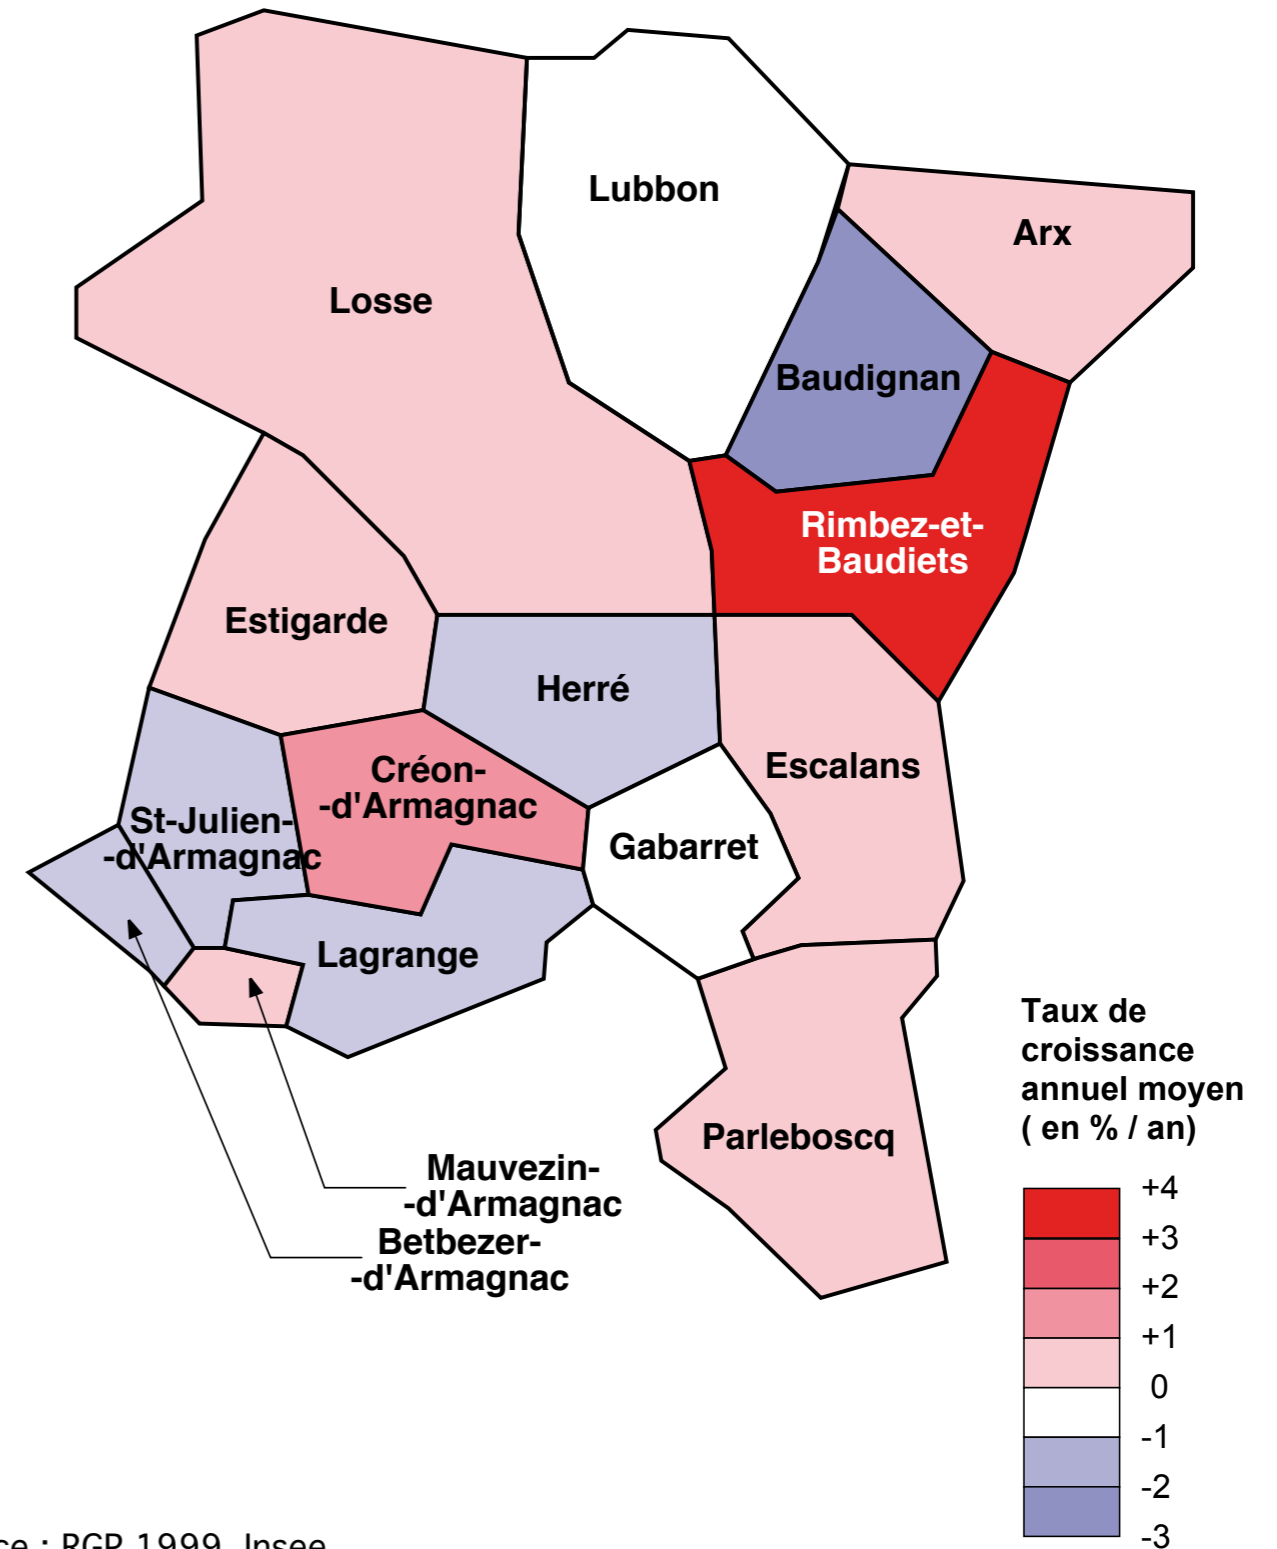 Lubbon
Arx
Losse
Baudignan
Rimbez-et-
Baudiets
Estigarde
Herré
Escalans
Créon-
-d'Armagnac
St-Julien-
-d'Armagnac
Gabarret
Lagrange
Parleboscq
Mauvezin-
-d'Armagnac
Betbezer-
-d'Armagnac
Taux de
croissance
annuel moyen
( en % / an)
+4
+3
+2
+1
0
-1
-2
-3
: RGP 1999, Insee